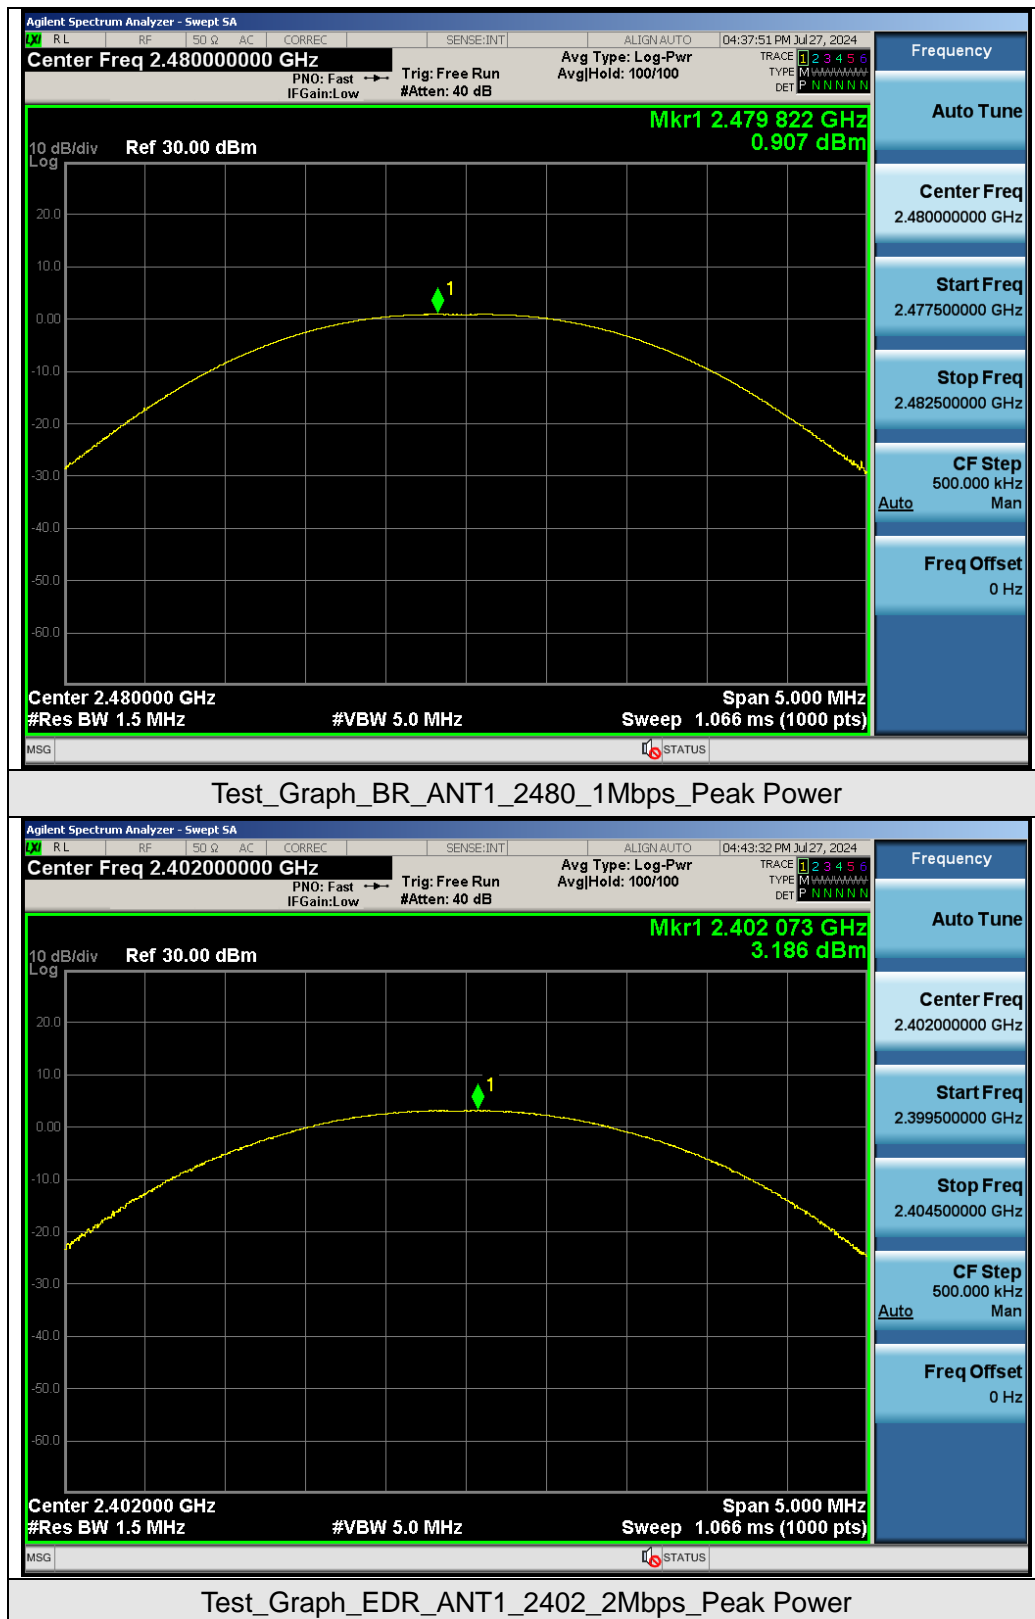 Agilent Spectrum Analyzer - Swept SA
LXI RL RF 50 Ω AC CORREC SENSE:INT ALIGN AUTO 04:37:51 PM Jul 27, 2024
Center Freq 2.480000000 GHz
PNO: Fast
IFGain:Low
Trig: Free Run
#Atten: 40 dB
Avg Type: Log-Pwr
Avg|Hold: 100/100
TRACE 1 2 3 4 5 6
TYPE M WWWWW
DET P N N N N N
Mkr1 2.479 822 GHz
0.907 dBm
10 dB/div Ref 30.00 dBm
Log
20.0
10.0
0.00
-10.0
-20.0
-30.0
-40.0
-50.0
-60.0
1
Center 2.480000 GHz Span 5.000 MHz
#Res BW 1.5 MHz #VBW 5.0 MHz Sweep 1.066 ms (1000 pts)
MSG STATUS
Frequency
Auto Tune
Center Freq
2.480000000 GHz
Start Freq
2.477500000 GHz
Stop Freq
2.482500000 GHz
CF Step
500.000 kHz
Auto Man
Freq Offset
0 Hz
Test_Graph_BR_ANT1_2480_1Mbps_Peak Power
Agilent Spectrum Analyzer - Swept SA
LXI RL RF 50 Ω AC CORREC SENSE:INT ALIGN AUTO 04:43:32 PM Jul 27, 2024
Center Freq 2.402000000 GHz
PNO: Fast
IFGain:Low
Trig: Free Run
#Atten: 40 dB
Avg Type: Log-Pwr
Avg|Hold: 100/100
TRACE 1 2 3 4 5 6
TYPE M WWWWW
DET P N N N N N
Mkr1 2.402 073 GHz
3.186 dBm
10 dB/div Ref 30.00 dBm
Log
20.0
10.0
0.00
-10.0
-20.0
-30.0
-40.0
-50.0
-60.0
1
Center 2.402000 GHz Span 5.000 MHz
#Res BW 1.5 MHz #VBW 5.0 MHz Sweep 1.066 ms (1000 pts)
MSG STATUS
Frequency
Auto Tune
Center Freq
2.402000000 GHz
Start Freq
2.399500000 GHz
Stop Freq
2.404500000 GHz
CF Step
500.000 kHz
Auto Man
Freq Offset
0 Hz
Test_Graph_EDR_ANT1_2402_2Mbps_Peak Power